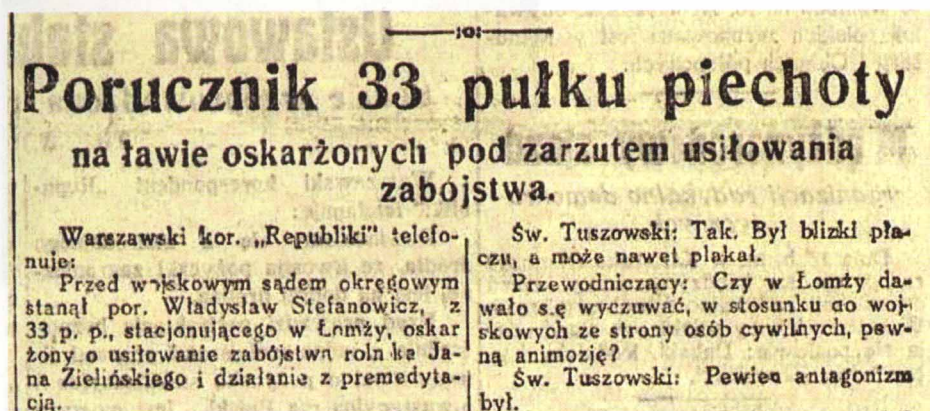 Porucznik 33 pułku piechoty
na ławie oskarżonych pod zarzutem usiłowania
zabójstwa.
Warszawski kor. „Republiki" telefo-
nuje:
Przed wojskowym sądem okręgowym
stanął por. Władysław Stefanowicz, z
33 p. p., stacjonującego w Łomży, oskar
żony o usiłowanie zabójstwa roln ka Ja-
na Zielińskiego i działanie z premedyta-
cją.
Św. Tuszowski: Tak. Był blizki pła-
czu, a może nawet płakał.
Przewodniczący: Czy w Łomży da-
wało s.ę wyczuwać, w stosunku do woj-
skowych ze strony osób cywilnych, pew-
ną animozję?
Św. Tuszowski: Pewien antagonizm
był.